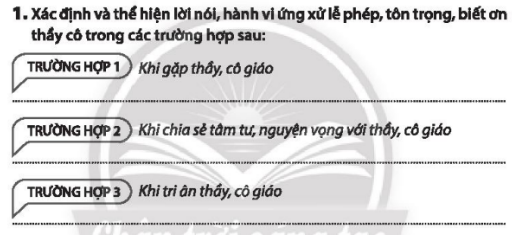 1. Xác định và thể hiện lời nói, hành vi ứng xử lễ phép, tôn trọng, biết ơn
thầy cô trong các trường hợp sau:
TRƯỜNG HỢP 1 Khi gặp thầy, cô giáo
TRƯỜNG HỢP 2 Khi chia sẻ tâm tư, nguyện vọng với thầy, cô giáo
TRƯỜNG HỢP 3 Khi tri ân thầy, cô giáo